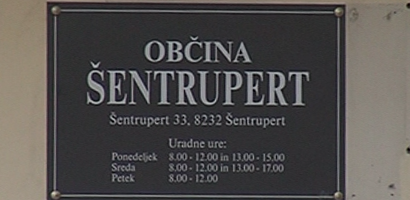 OBČINA
ŠENTRUPERT
Šentrupert 33, 8232 Šentrupert
Uradne ure:
Ponedeljek 8.00 - 12.00 in 13.00 - 15.00
Sreda 8.00 - 12.00 in 13.00 - 17.00
Petek 8.00 - 12.00